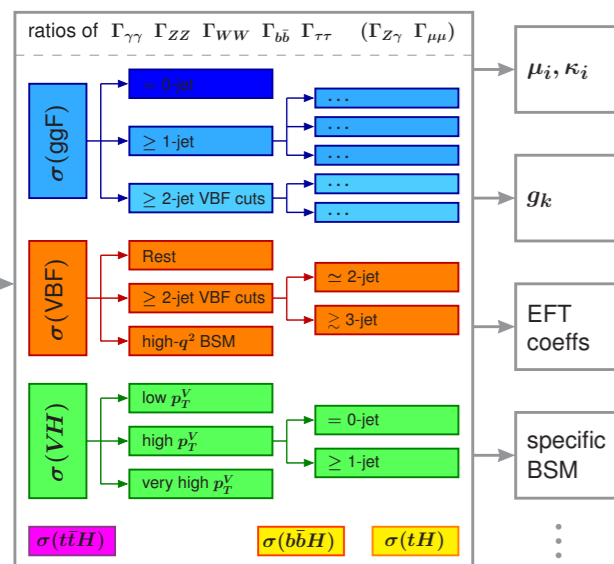 ratios of Γγγ ΓZZ ΓWW Γbb̄ Γττ (ΓZγ Γμμ)
σ(ggF)
= 0-jet
≥ 1-jet
≥ 2-jet VBF cuts
...
...
...
...
...
σ(VBF)
Rest
≥ 2-jet VBF cuts
high-q² BSM
≃ 2-jet
≳ 3-jet
σ(VH)
low p_T^V
high p_T^V
very high p_T^V
= 0-jet
≥ 1-jet
σ(tt̄H)
σ(bb̄H)
σ(tH)
μi, κi
gk
EFT
coeffs
specific
BSM
⋮